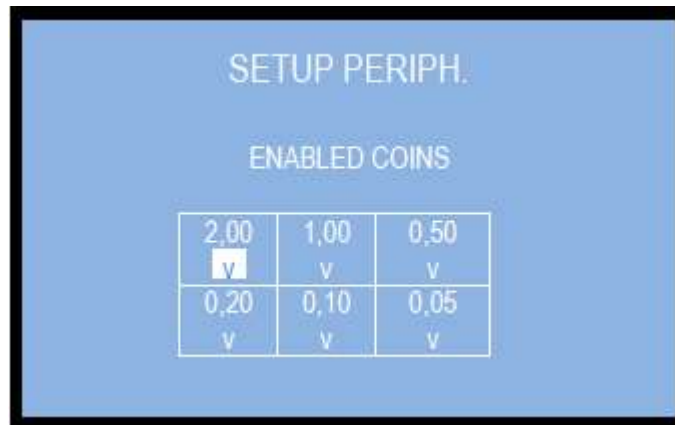 SETUP PERIPH.
ENABLED COINS
2,00 1,00 0,50
v v v
0,20 0,10 0,05
v v v